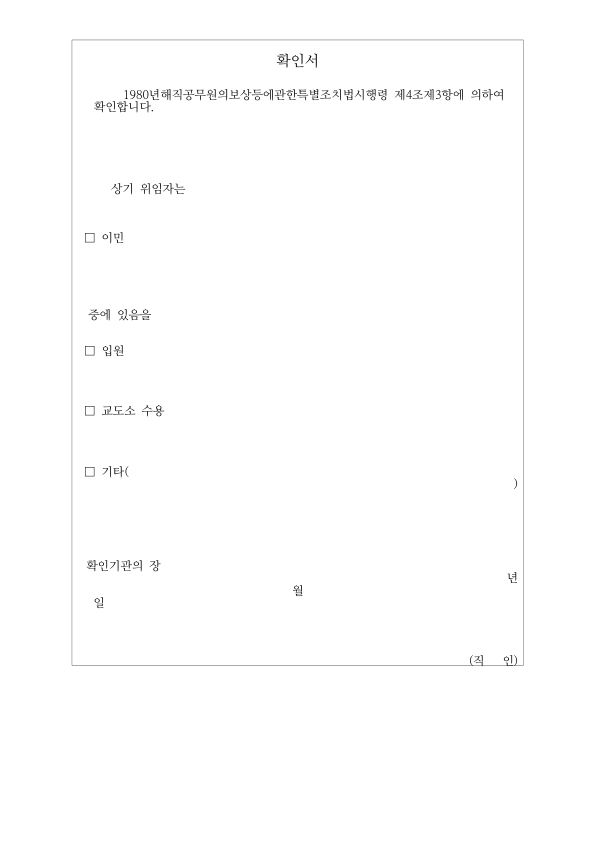 확인서
1980년해직공무원의보상등에관한특별조치법시행령 제4조제3항에 의하여
확인합니다.
상기 위임자는
□ 이민
중에 있음을
□ 입원
□ 교도소 수용
□ 기타(
)
확인기관의 장
년
월
일
(직 인)